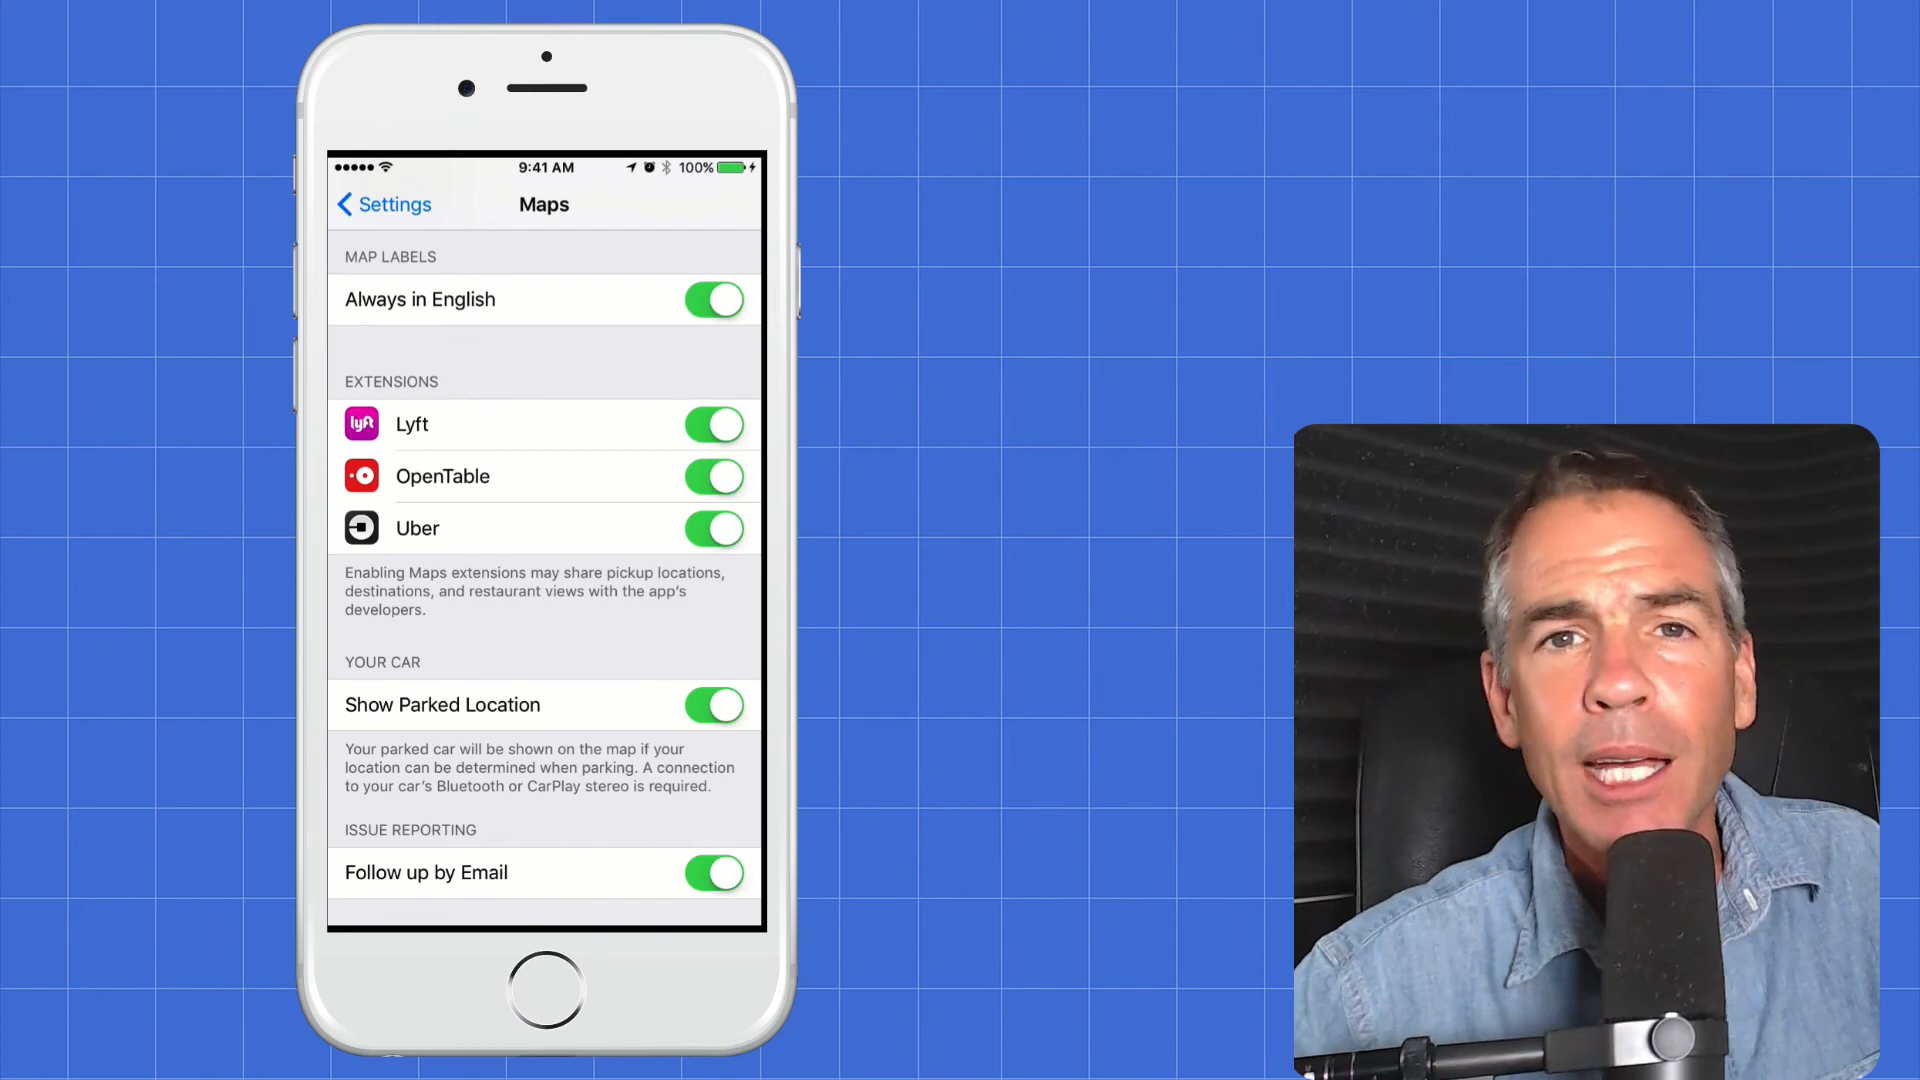 9:41 AM
100%
Settings
Maps
MAP LABELS
Always in English
EXTENSIONS
lyft
Lyft
OpenTable
Uber
Enabling Maps extensions may share pickup locations,
destinations, and restaurant views with the app's
developers.
YOUR CAR
Show Parked Location
Your parked car will be shown on the map if your
location can be determined when parking. A connection
to your car's Bluetooth or CarPlay stereo is required.
ISSUE REPORTING
Follow up by Email